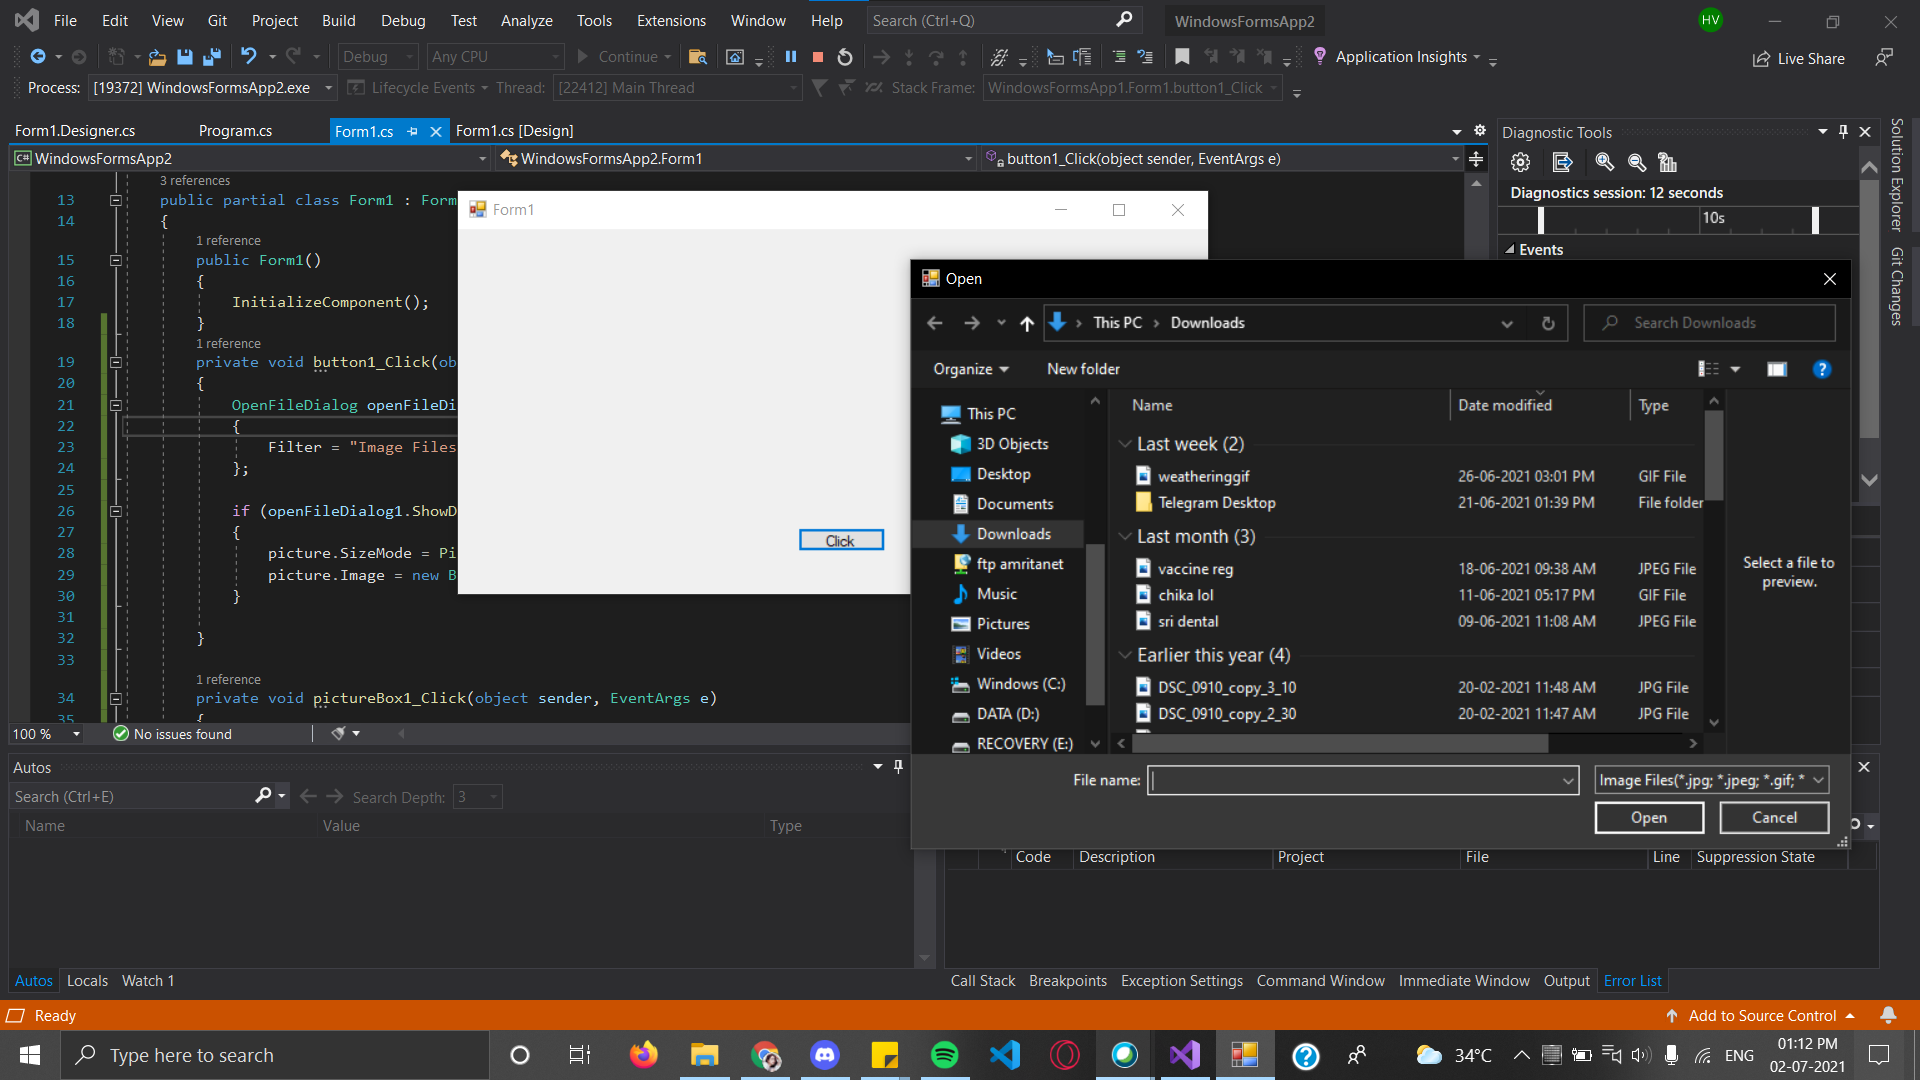 File Edit View Git Project Build Debug Test Analyze Tools Extensions Window Help Search (Ctrl+Q) WindowsFormsApp2 HV
Debug Any CPU Continue Application Insights Live Share
Process: [19372] WindowsFormsApp2.exe Lifecycle Events Thread: [22412] Main Thread Stack Frame: WindowsFormsApp1.Form1.button1_Click
Form1.Designer.cs Program.cs Form1.cs Form1.cs [Design]
C# WindowsFormsApp2 WindowsFormsApp2.Form1 button1_Click(object sender, EventArgs e)
3 references
13 public partial class Form1 : Form
14 {
1 reference
15 public Form1()
16 {
17 InitializeComponent();
18 }
1 reference
19 private void button1_Click(ob
20 {
21 OpenFileDialog openFileDi
22 {
23 Filter = "Image Files
24 };
25
26 if (openFileDialog1.ShowD
27 {
28 picture.SizeMode = Pi
29 picture.Image = new B
30 }
31
32 }
33
1 reference
34 private void pictureBox1_Click(object sender, EventArgs e)
35 {
100 % No issues found
Form1
Click
Diagnostic Tools
Diagnostics session: 12 seconds
10s
Events
Solution Explorer
Git Changes
Open
This PC Downloads Search Downloads
Organize New folder
This PC
3D Objects
Desktop
Documents
Downloads
ftp amritanet
Music
Pictures
Videos
Windows (C:)
DATA (D:)
RECOVERY (E:)
Name Date modified Type
Last week (2)
weatheringgif 26-06-2021 03:01 PM GIF File
Telegram Desktop 21-06-2021 01:39 PM File folder
Last month (3)
vaccine reg 18-06-2021 09:38 AM JPEG File
chika lol 11-06-2021 05:17 PM GIF File
sri dental 09-06-2021 11:08 AM JPEG File
Earlier this year (4)
DSC_0910_copy_3_10 20-02-2021 11:48 AM JPG File
DSC_0910_copy_2_30 20-02-2021 11:47 AM JPG File
Select a file to
preview.
File name: Image Files(*.jpg; *.jpeg; *.gif; *
Open Cancel
Autos
Search (Ctrl+E) Search Depth: 3
Name Value Type
Code Description Project File Line Suppression State
Autos Locals Watch 1
Call Stack Breakpoints Exception Settings Command Window Immediate Window Output Error List
Ready Add to Source Control
Type here to search 34°C ENG 01:12 PM
02-07-2021